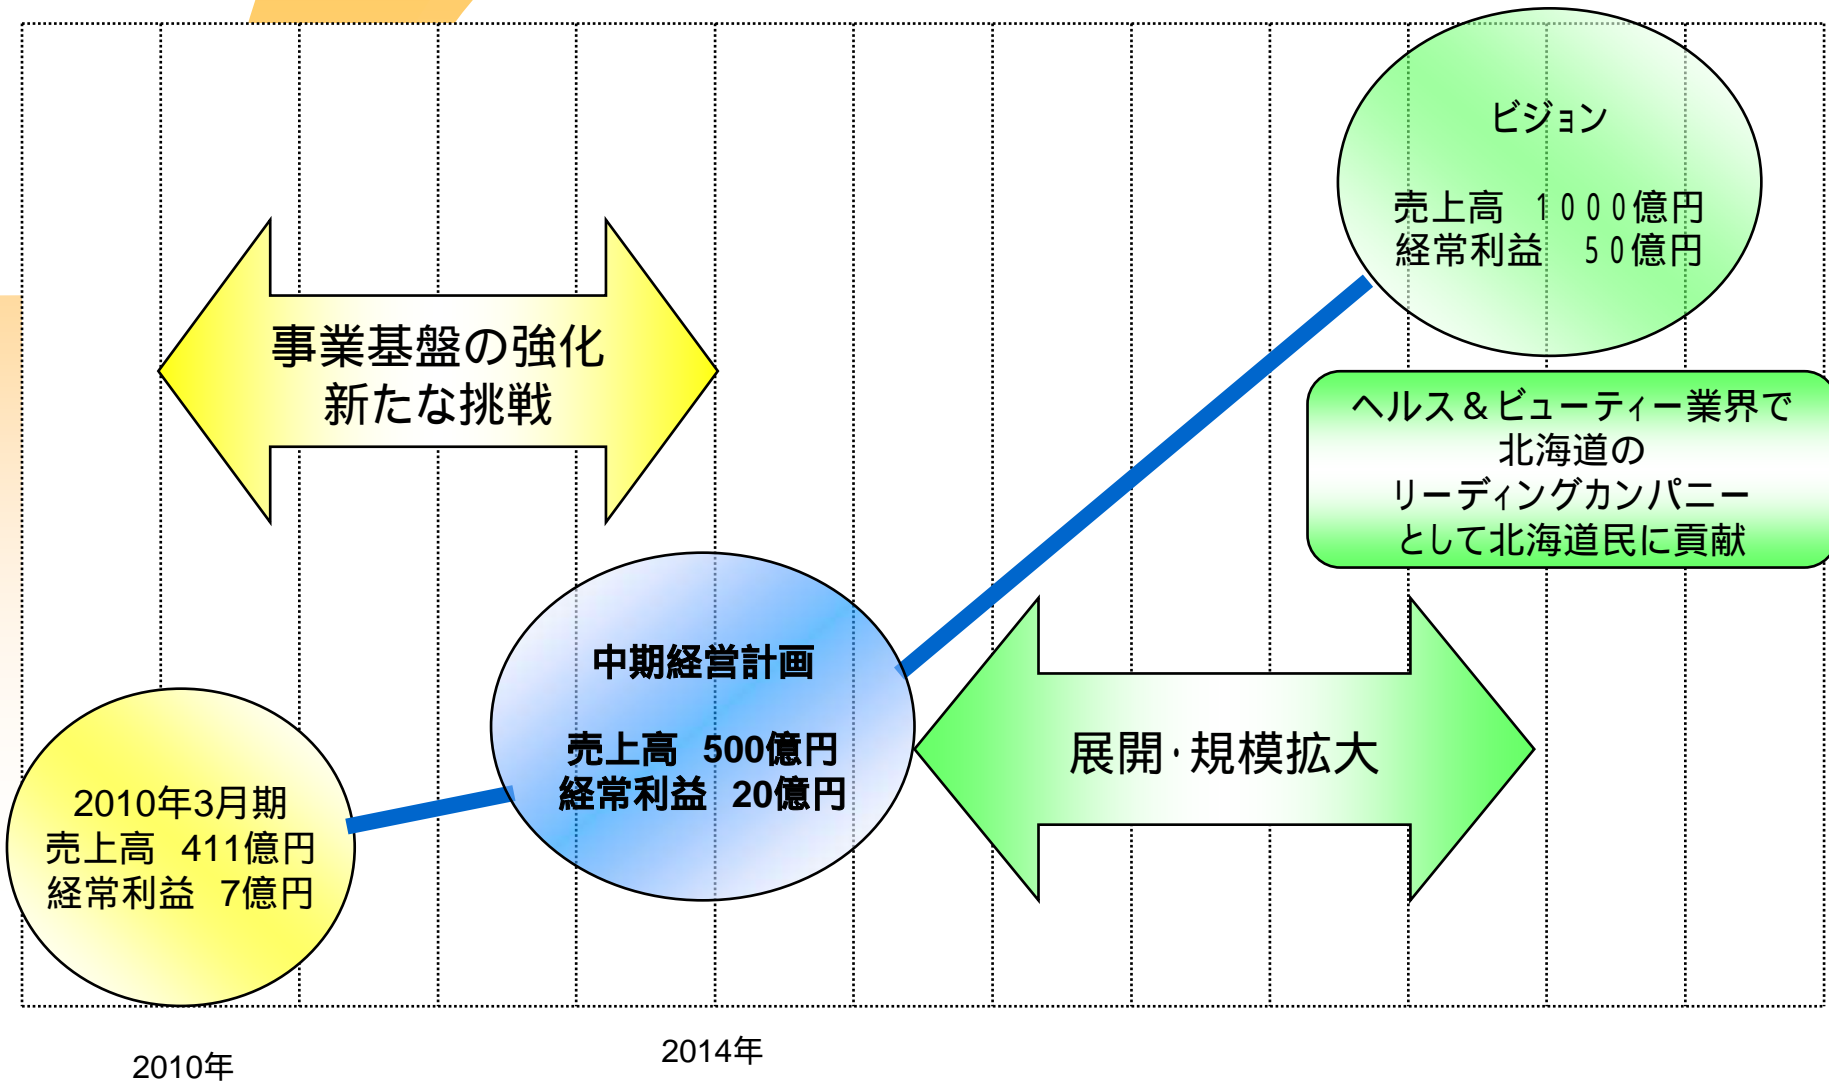 ビジョン
売上高　1000億円
経常利益　50億円
事業基盤の強化
新たな挑戦
ヘルス＆ビューティー業界で
北海道の
リーディングカンパニー
として北海道民に貢献
中期経営計画
売上高　500億円
経常利益　20億円
展開・規模拡大
2010年3月期
売上高　411億円
経常利益　7億円
2010年
2014年